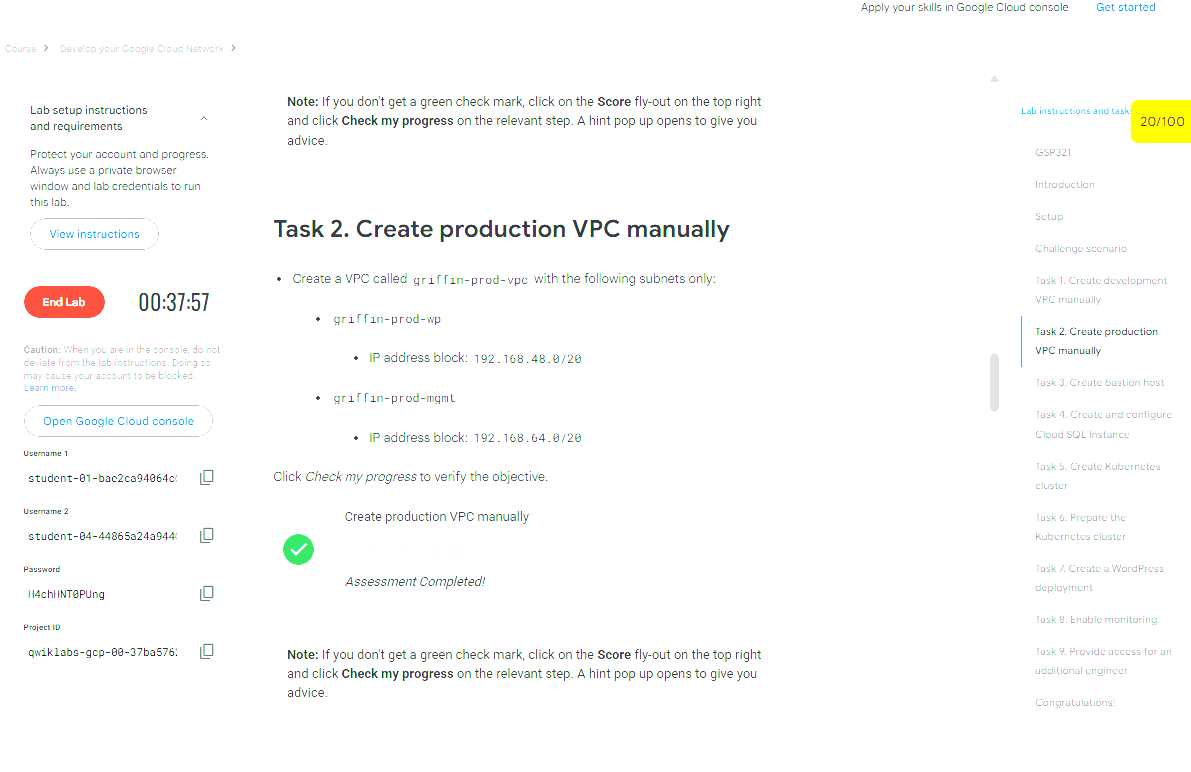 Apply your skills in Google Cloud console Get started
Course > Develop your Google Cloud Network >
Lab setup instructions
and requirements
Protect your account and progress.
Always use a private browser
window and lab credentials to run
this lab.
View instructions
End Lab
00:37:57
Caution: When you are in the console, do not
deviate from the lab instructions. Doing so
may cause your account to be blocked.
Learn more.
Open Google Cloud console
Username 1
student-01-bae2ca94064c
Username 2
student-04-44865a24a944
Password
H4chHNT0PUng
Project ID
qwiklabs-gcp-00-37ba576
Note: If you don't get a green check mark, click on the Score fly-out on the top right
and click Check my progress on the relevant step. A hint pop up opens to give you
advice.
Task 2. Create production VPC manually
• Create a VPC called griffin-prod-vpc with the following subnets only:
• griffin-prod-wp
• IP address block: 192.168.48.0/20
• griffin-prod-mgmt
• IP address block: 192.168.64.0/20
Click Check my progress to verify the objective.
Create production VPC manually
Assessment Completed!
Note: If you don't get a green check mark, click on the Score fly-out on the top right
and click Check my progress on the relevant step. A hint pop up opens to give you
advice.
Lab instructions and tasks
20/100
GSP321
Introduction
Setup
Challenge scenario
Task 1. Create development
VPC manually
Task 2. Create production
VPC manually
Task 3. Create bastion host
Task 4. Create and configure
Cloud SQL Instance
Task 5. Create Kubernetes
cluster
Task 6. Prepare the
Kubernetes cluster
Task 7. Create a WordPress
deployment
Task 8. Enable monitoring
Task 9. Provide access for an
additional engineer
Congratulations!